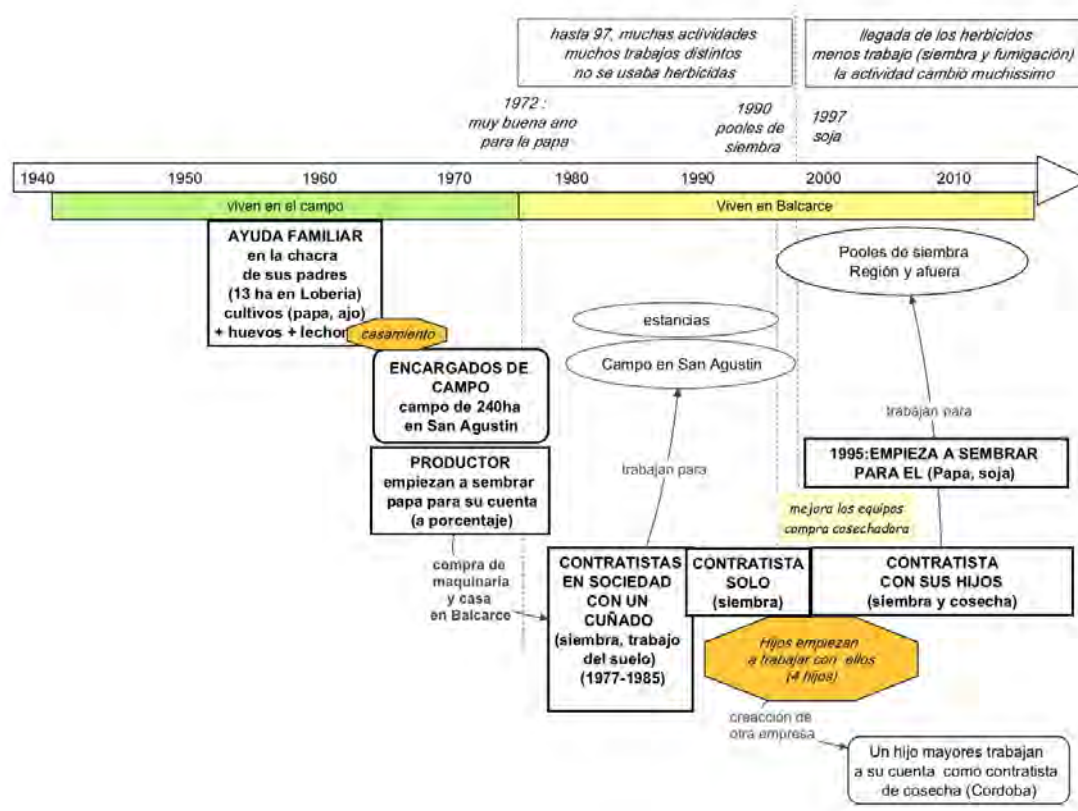 hasta 97, muchas actividades
muchos trabajos distintos
no se usaba herbicidas
llegada de los herbicidos
menos trabajo (siembra y fumigación)
la actividad cambió muchissimo
1972 :
muy buena ano
para la papa
1990
pooles de
siembra
1997
soja
1940 1950 1960 1970 1980 1990 2000 2010
viven en el campo
Viven en Balcarce
AYUDA FAMILIAR
en la chacra
de sus padres
(13 ha en Loberia)
cultivos (papa, ajo)
+ huevos + lechon
casamiento
Pooles de siembra
Región y afuera
estancias
Campo en San Agustin
ENCARGADOS DE
CAMPO
campo de 240ha
en San Agustin
trabajan para
trabajan para
PRODUCTOR
empiezan a sembrar
papa para su cuenta
(a porcentaje)
1995:EMPIEZA A SEMBRAR
PARA EL (Papa, soja)
mejora los equipos
compra cosechadora
compra de
maquinaria
y casa
en Balcarce
CONTRATISTAS
EN SOCIEDAD
CON UN
CUÑADO
(siembra, trabajo
del suelo)
(1977-1985)
CONTRATISTA
SOLO
(siembra)
CONTRATISTA
CON SUS HIJOS
(siembra y cosecha)
Hijos empiezan
a trabajar con ellos
(4 hijos)
creacción de
otra empresa
Un hijo mayores trabajan
a su cuenta como contratista
de cosecha (Cordoba)